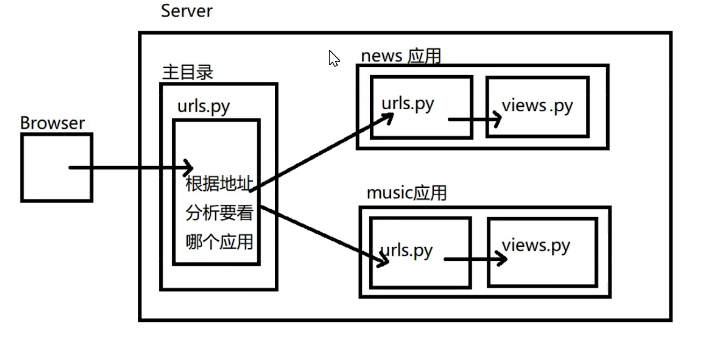 Server
news 应用
主目录
urls.py
urls.py
views.py
Browser
根据地址
分析要看
哪个应用
music应用
urls.py
views.py